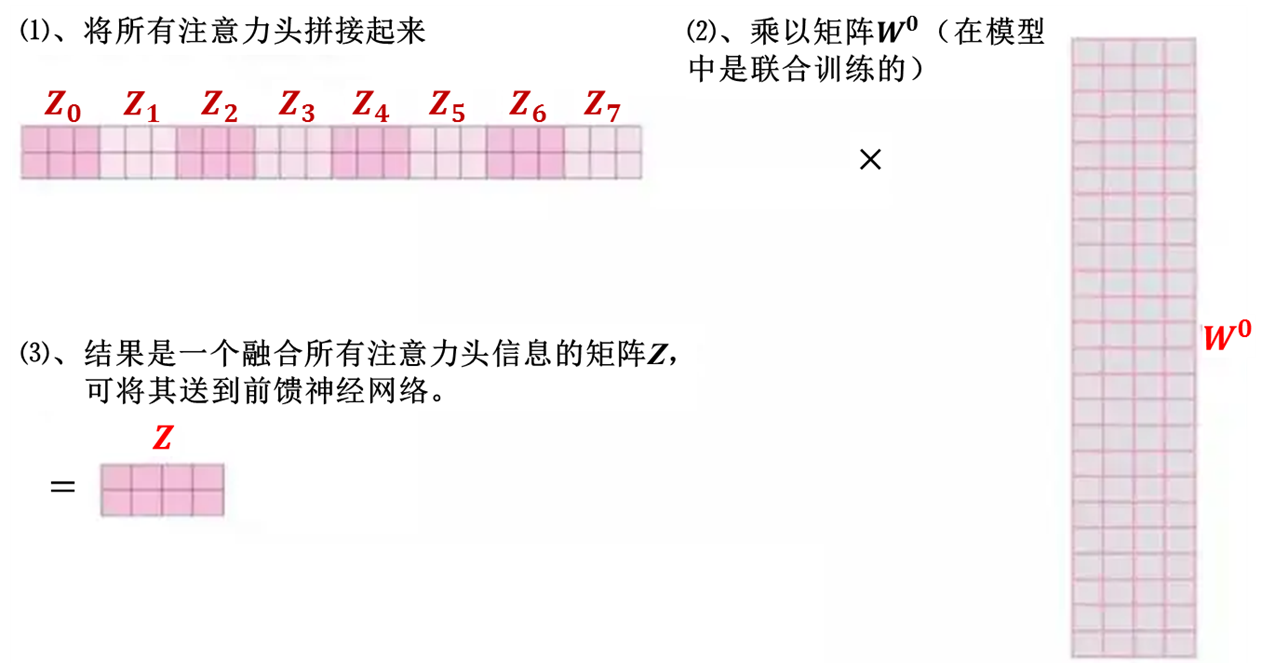 ⑴、将所有注意力头拼接起来
Z₀ Z₁ Z₂ Z₃ Z₄ Z₅ Z₆ Z₇
⑵、乘以矩阵W⁰（在模型
中是联合训练的）
×
W⁰
⑶、结果是一个融合所有注意力头信息的矩阵Z，
可将其送到前馈神经网络。
Z
=